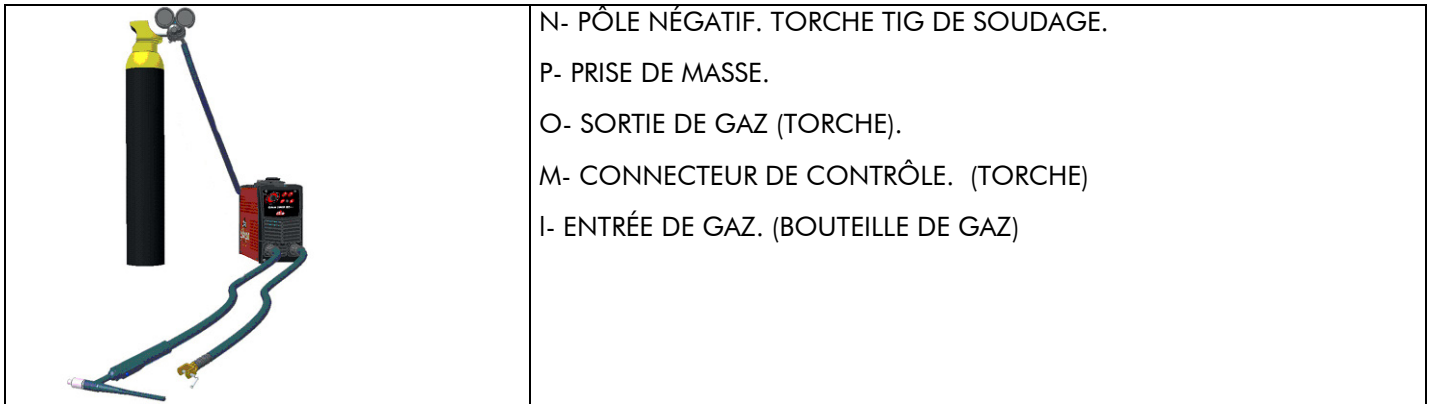 N- PÔLE NÉGATIF. TORCHE TIG DE SOUDAGE.
P- PRISE DE MASSE.
O- SORTIE DE GAZ (TORCHE).
M- CONNECTEUR DE CONTRÔLE. (TORCHE)
I- ENTRÉE DE GAZ. (BOUTEILLE DE GAZ)